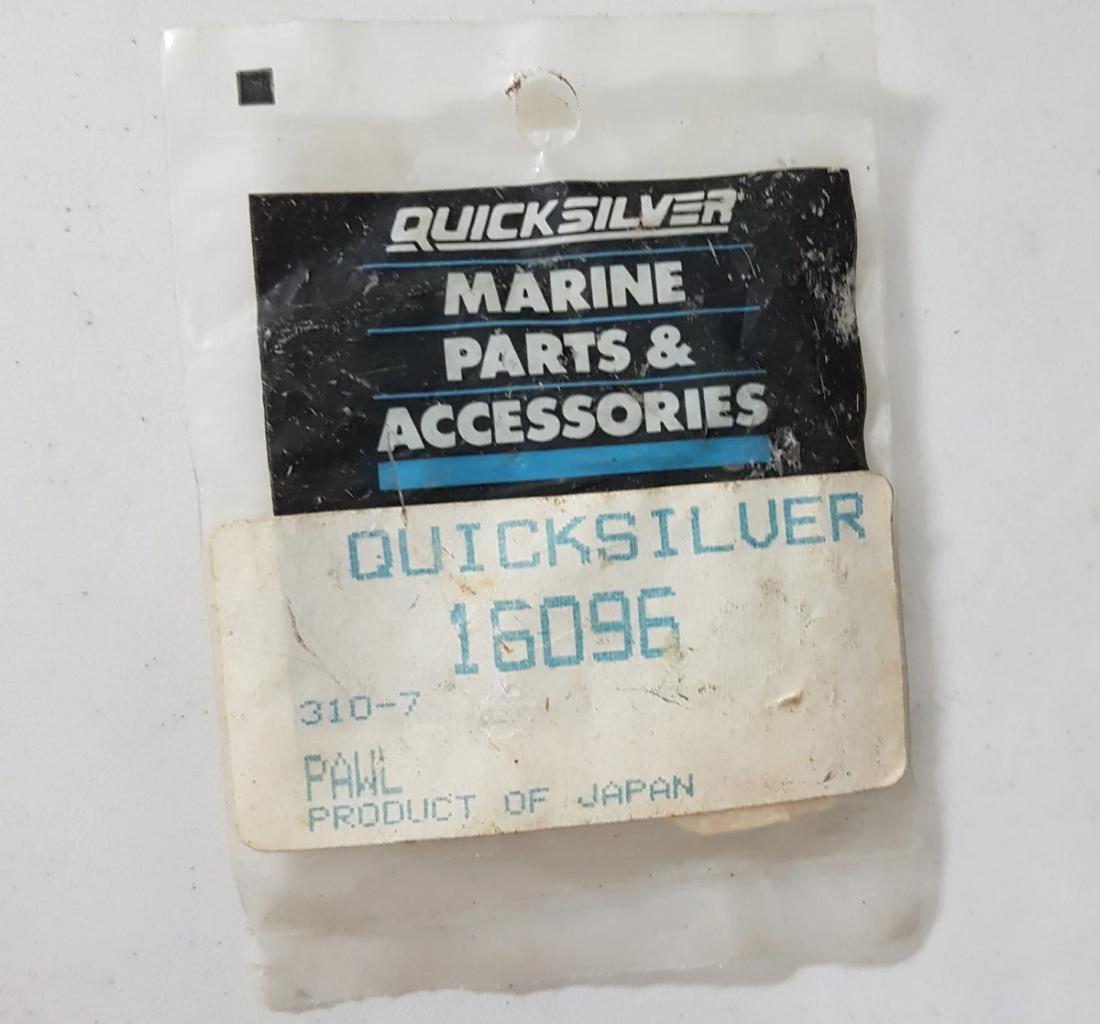 QUICKSILVER
MARINE
PARTS &
ACCESSORIES
QUICKSILVER
16096
310-7
PAWL
PRODUCT OF JAPAN